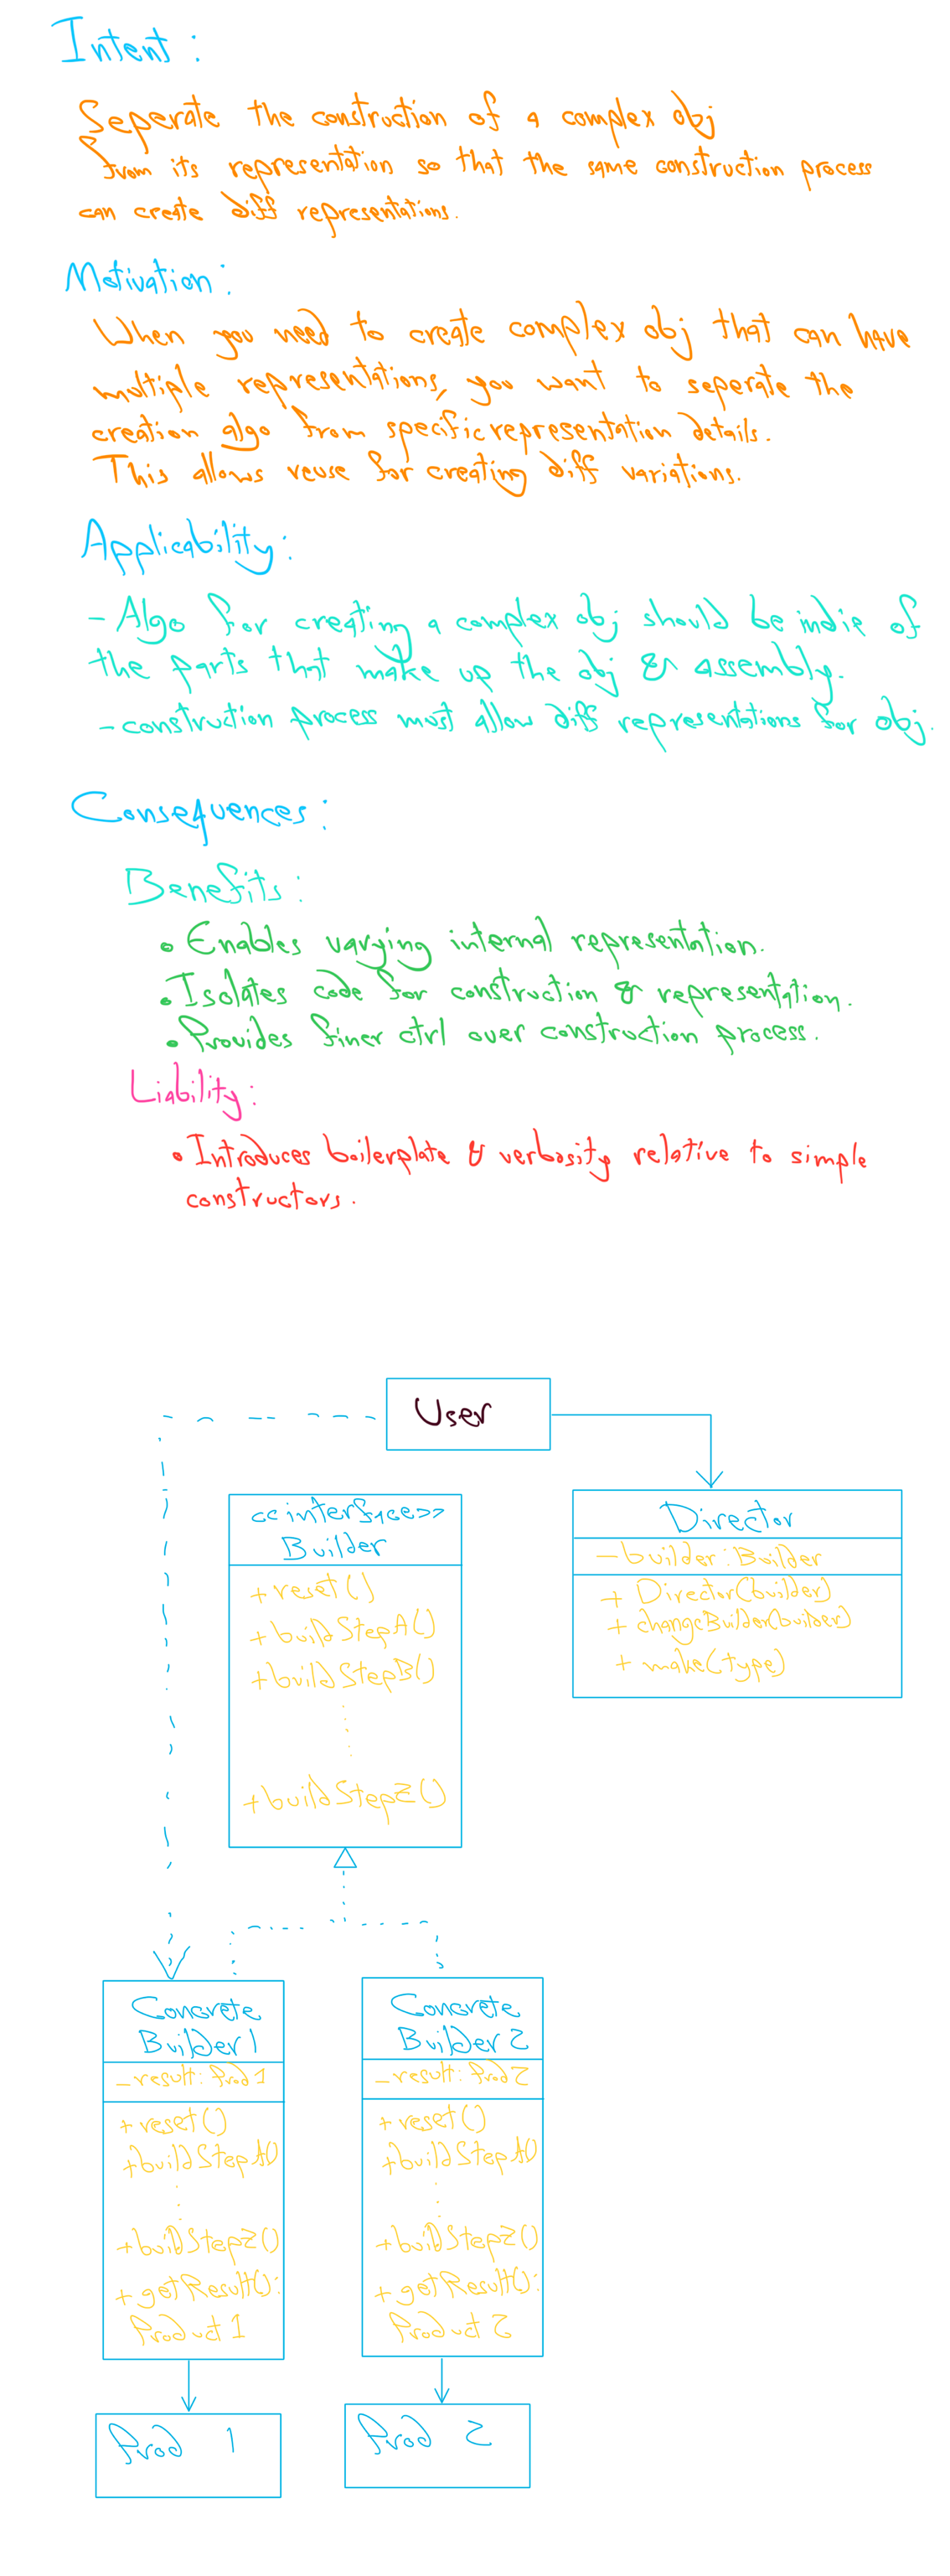 Intent :
Seperate the construction of a complex obj
from its representation so that the same construction process
can create diff representations.
Motivation :
When you need to create complex obj that can have
multiple representations, you want to seperate the
creation algo from specific representation details.
This allows reuse for creating diff variations.
Applicability :
- Algo for creating a complex obj should be indie of
the parts that make up the obj & assembly.
- construction process must allow diff representations for obj.
Consequences :
Benefits :
• Enables varying internal representation.
• Isolates code for construction & representation.
• Provides finer ctrl over construction process.
Liability :
• Introduces boilerplate & verbosity relative to simple
constructors.
User
<<interface>>
Builder
+reset()
+buildStepA()
+buildStepB()
+buildStepZ()
Director
- builder : Builder
+ Director(builder)
+ changeBuilder(builder)
+ make(type)
Concrete
Builder1
- result: Prod 1
+reset()
+buildStepA()
+buildStepZ()
+ getResult():
Product 1
Concrete
Builder 2
- result: Prod 2
+reset()
+buildStepA()
+buildStepZ()
+ getResult():
Product 2
Prod 1
Prod 2